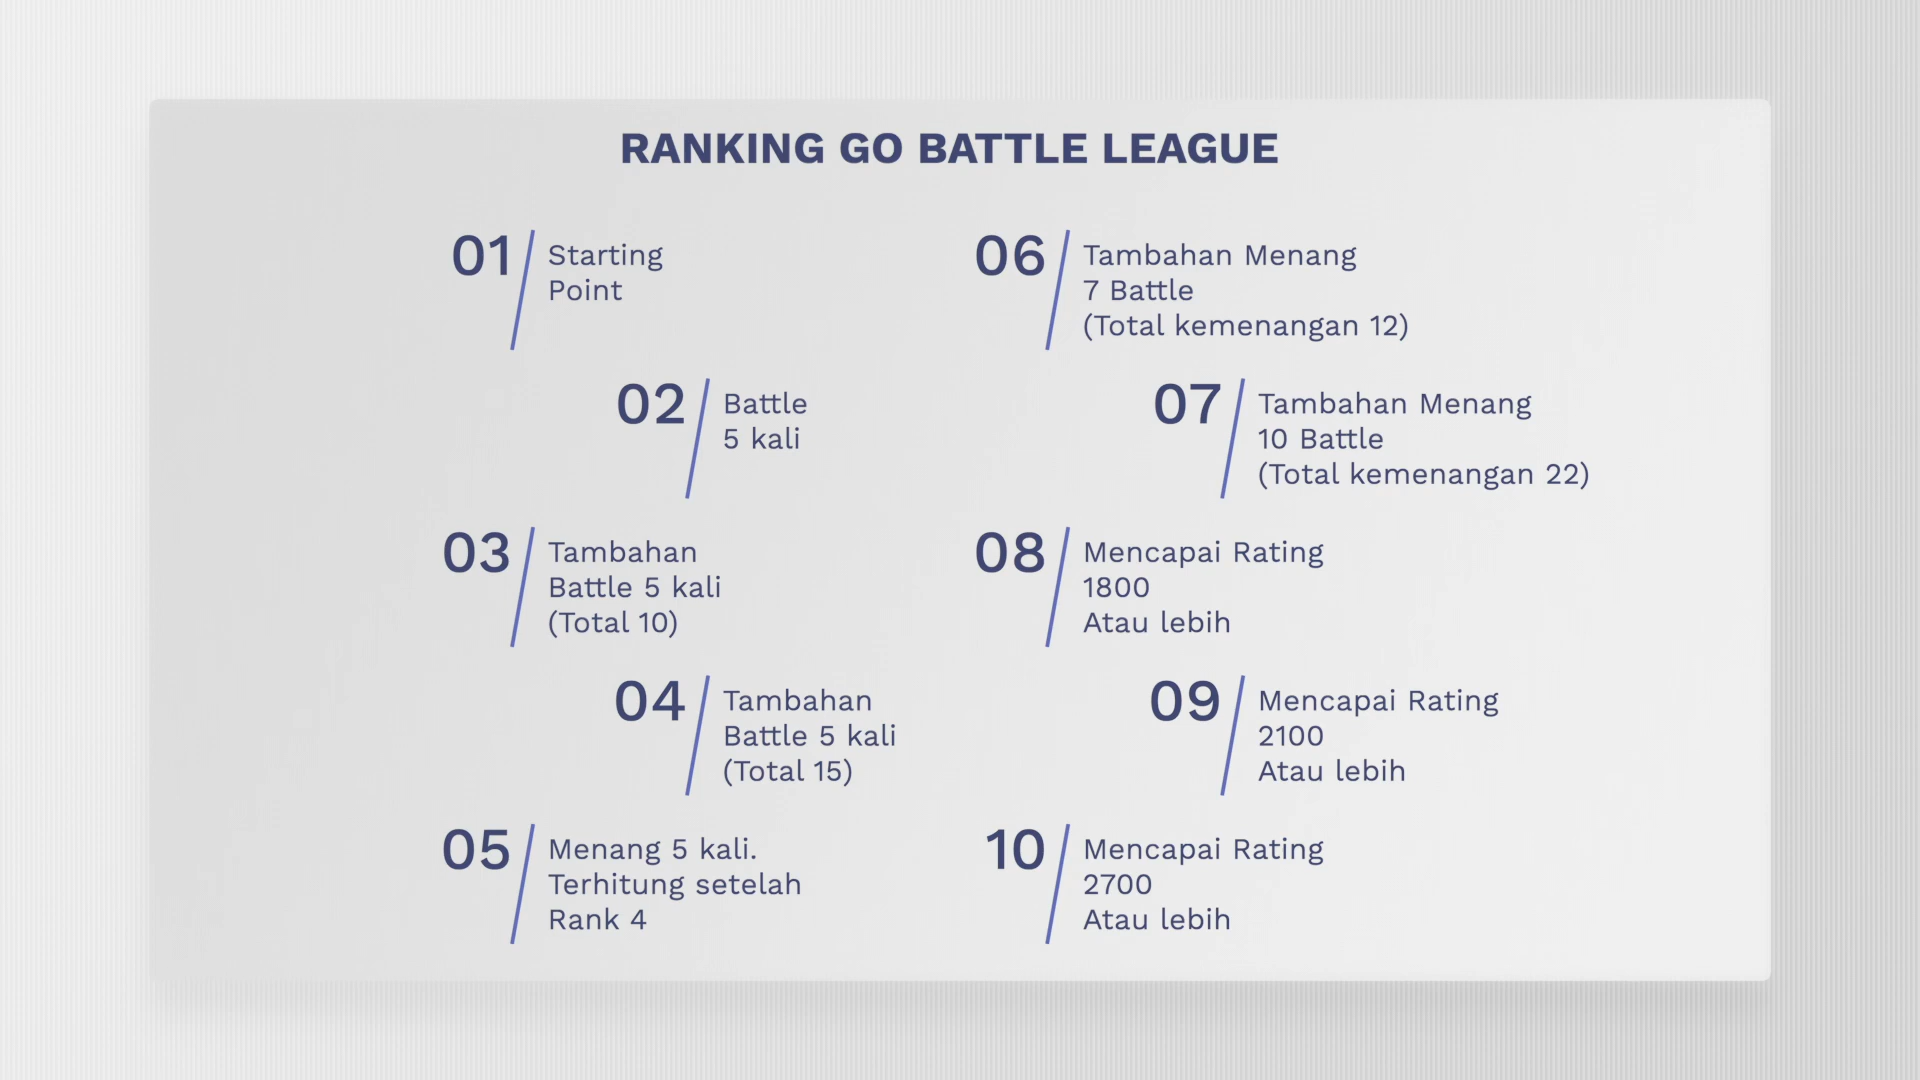 RANKING GO BATTLE LEAGUE
01
Starting
Point
02
Battle
5 kali
03
Tambahan
Battle 5 kali
(Total 10)
04
Tambahan
Battle 5 kali
(Total 15)
05
Menang 5 kali.
Terhitung setelah
Rank 4
06
Tambahan Menang
7 Battle
(Total kemenangan 12)
07
Tambahan Menang
10 Battle
(Total kemenangan 22)
08
Mencapai Rating
1800
Atau lebih
09
Mencapai Rating
2100
Atau lebih
10
Mencapai Rating
2700
Atau lebih